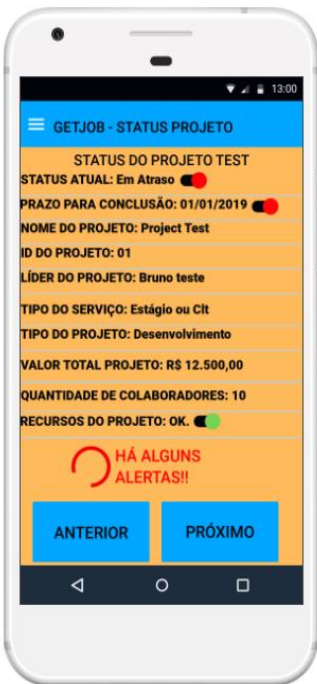 13:00
GETJOB - STATUS PROJETO
STATUS DO PROJETO TEST
STATUS ATUAL: Em Atraso
PRAZO PARA CONCLUSÃO: 01/01/2019
NOME DO PROJETO: Project Test
ID DO PROJETO: 01
LÍDER DO PROJETO: Bruno teste
TIPO DO SERVIÇO: Estágio ou Clt
TIPO DO PROJETO: Desenvolvimento
VALOR TOTAL PROJETO: R$ 12.500,00
QUANTIDADE DE COLABORADORES: 10
RECURSOS DO PROJETO: OK.
HÁ ALGUNS
ALERTAS!!
ANTERIOR
PRÓXIMO